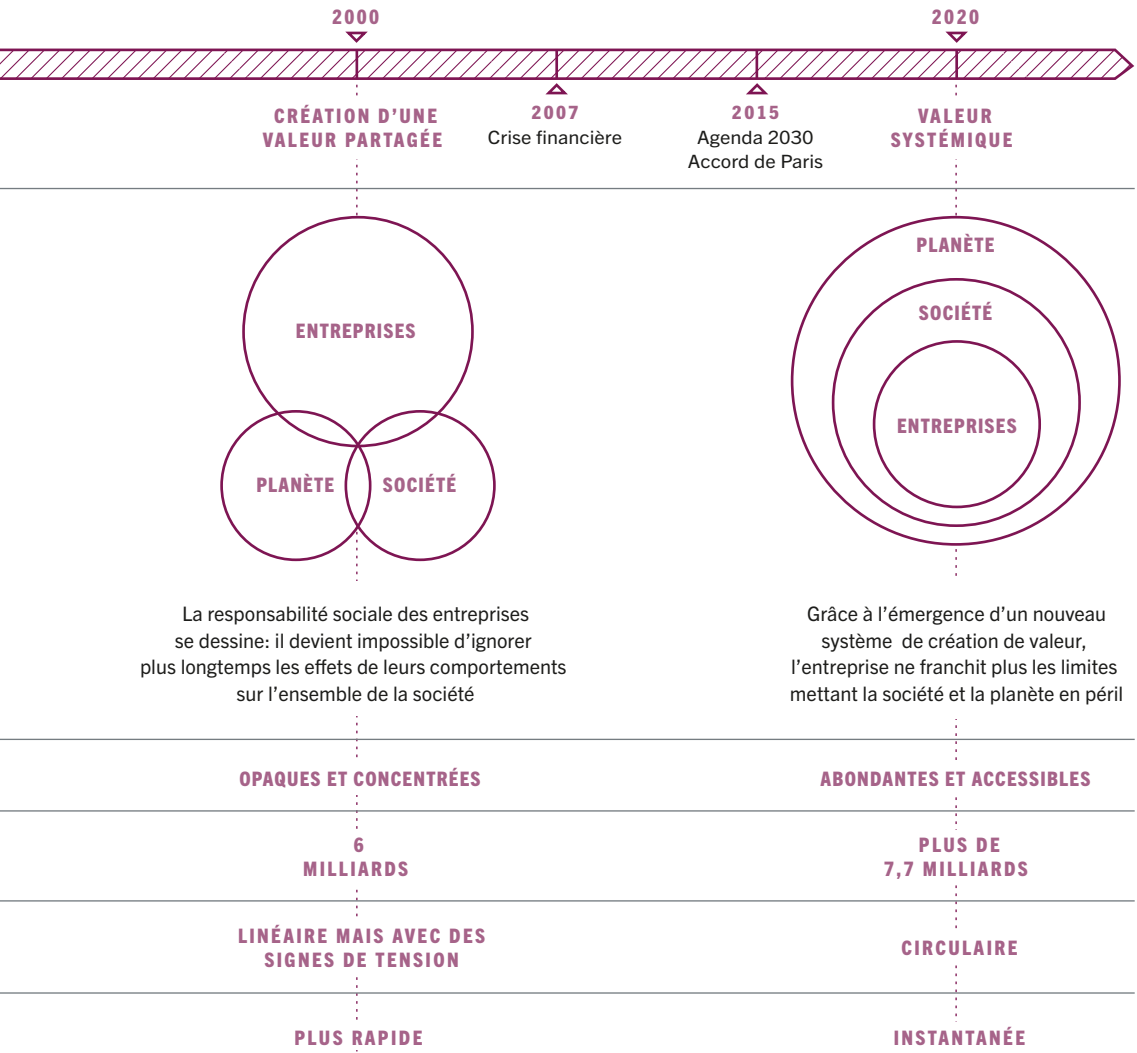 2000
2020
CRÉATION D'UNE
VALEUR PARTAGÉE
2007
Crise financière
2015
Agenda 2030
Accord de Paris
VALEUR
SYSTÉMIQUE
ENTREPRISES
PLANÈTE
SOCIÉTÉ
PLANÈTE
SOCIÉTÉ
ENTREPRISES
La responsabilité sociale des entreprises
se dessine: il devient impossible d'ignorer
plus longtemps les effets de leurs comportements
sur l'ensemble de la société
Grâce à l'émergence d'un nouveau
système de création de valeur,
l'entreprise ne franchit plus les limites
mettant la société et la planète en péril
OPAQUES ET CONCENTRÉES
ABONDANTES ET ACCESSIBLES
6
MILLIARDS
PLUS DE
7,7 MILLIARDS
LINÉAIRE MAIS AVEC DES
SIGNES DE TENSION
CIRCULAIRE
PLUS RAPIDE
INSTANTANÉE